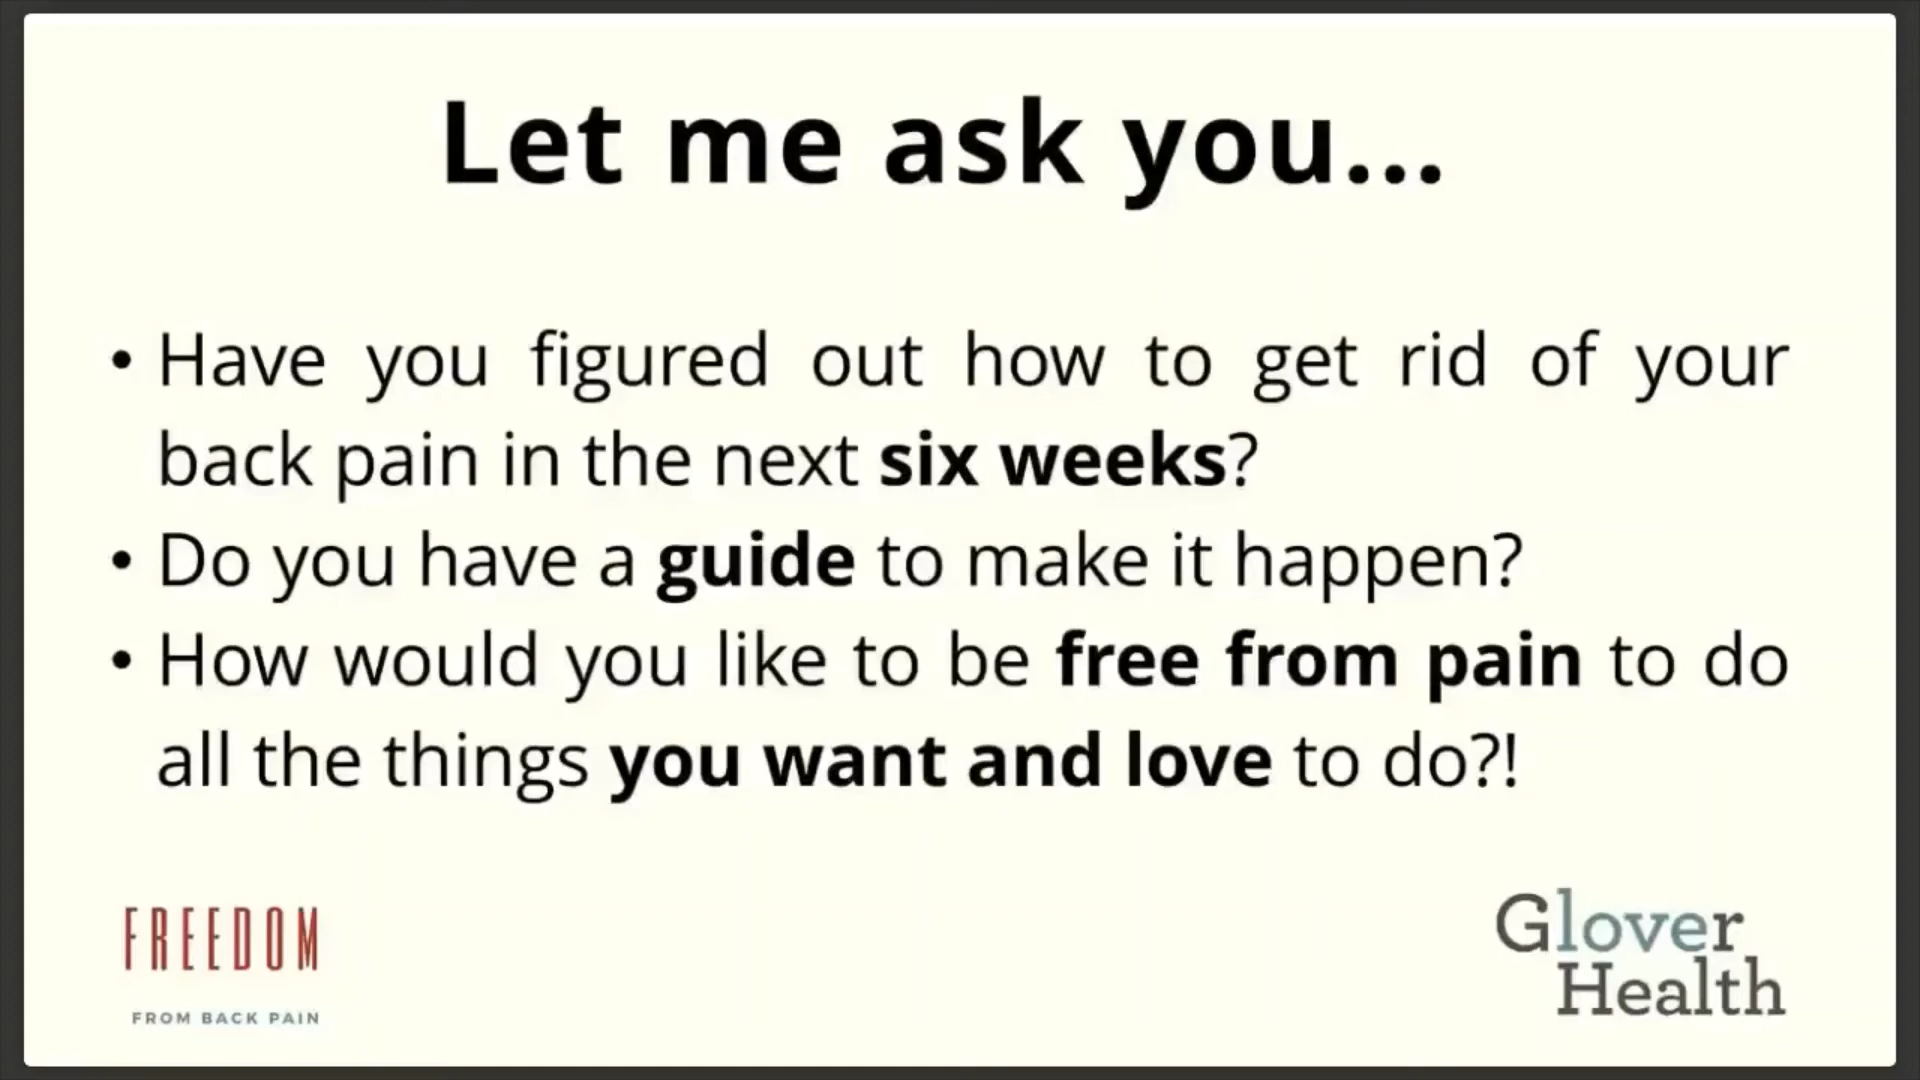 Let me ask you...
• Have you figured out how to get rid of your
back pain in the next six weeks?
• Do you have a guide to make it happen?
• How would you like to be free from pain to do
all the things you want and love to do?!
FREEDOM
FROM BACK PAIN
Glover
Health